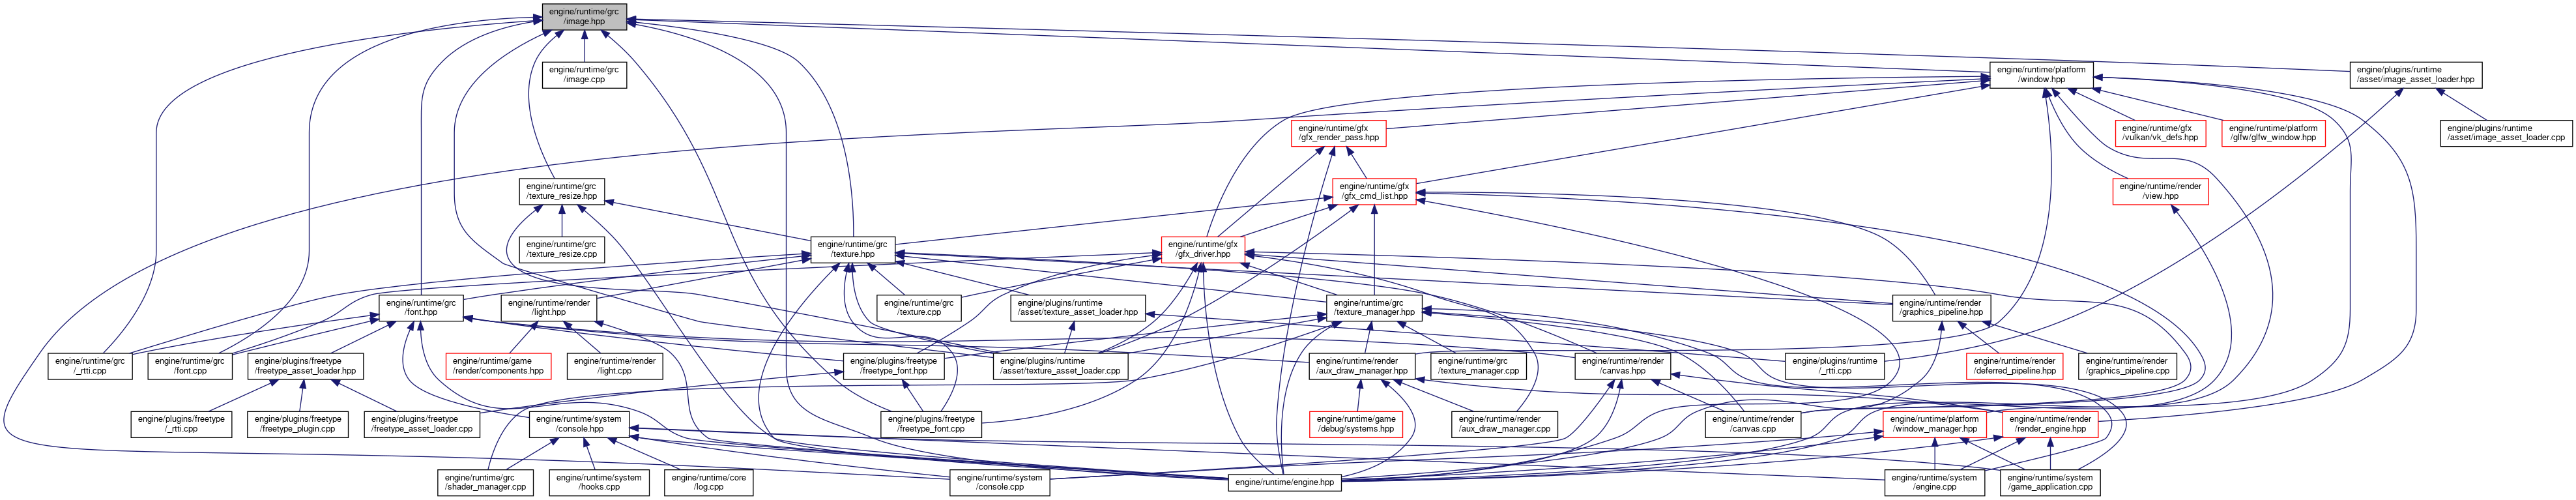 engine/runtime/grc
/image.hpp
engine/runtime/grc
/image.cpp
engine/runtime/platform
/window.hpp
engine/plugins/runtime
/asset/image_asset_loader.hpp
engine/runtime/gfx
/gfx_render_pass.hpp
engine/runtime/gfx
/vulkan/vk_defs.hpp
engine/runtime/platform
/glfw/glfw_window.hpp
engine/plugins/runtime
/asset/image_asset_loader.cpp
engine/runtime/grc
/texture_resize.hpp
engine/runtime/gfx
/gfx_cmd_list.hpp
engine/runtime/render
/view.hpp
engine/runtime/grc
/texture_resize.cpp
engine/runtime/grc
/texture.hpp
engine/runtime/gfx
/gfx_driver.hpp
engine/runtime/grc
/font.hpp
engine/runtime/render
/light.hpp
engine/runtime/grc
/texture.cpp
engine/plugins/runtime
/asset/texture_asset_loader.hpp
engine/runtime/grc
/texture_manager.hpp
engine/runtime/render
/graphics_pipeline.hpp
engine/runtime/grc
/_rtti.cpp
engine/runtime/grc
/font.cpp
engine/plugins/freetype
/freetype_asset_loader.hpp
engine/runtime/game
/render/components.hpp
engine/runtime/render
/light.cpp
engine/plugins/freetype
/freetype_font.hpp
engine/plugins/runtime
/asset/texture_asset_loader.cpp
engine/runtime/render
/aux_draw_manager.hpp
engine/runtime/grc
/texture_manager.cpp
engine/runtime/render
/canvas.hpp
engine/plugins/runtime
/_rtti.cpp
engine/runtime/render
/deferred_pipeline.hpp
engine/runtime/render
/graphics_pipeline.cpp
engine/plugins/freetype
/_rtti.cpp
engine/plugins/freetype
/freetype_plugin.cpp
engine/plugins/freetype
/freetype_asset_loader.cpp
engine/runtime/system
/console.hpp
engine/plugins/freetype
/freetype_font.cpp
engine/runtime/game
/debug/systems.hpp
engine/runtime/render
/aux_draw_manager.cpp
engine/runtime/render
/canvas.cpp
engine/runtime/platform
/window_manager.hpp
engine/runtime/render
/render_engine.hpp
engine/runtime/grc
/shader_manager.cpp
engine/runtime/system
/hooks.cpp
engine/runtime/core
/log.cpp
engine/runtime/system
/console.cpp
engine/runtime/engine.hpp
engine/runtime/system
/engine.cpp
engine/runtime/system
/game_application.cpp